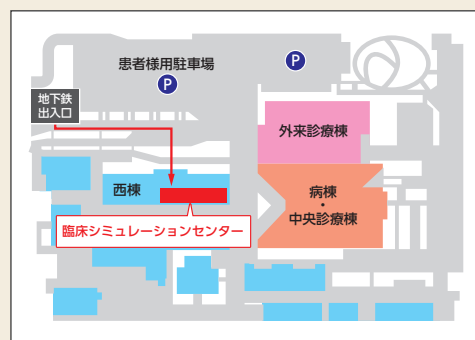 患者様用駐車場
P
P
地下鉄
出入口
外来診療棟
西棟
病棟
・
中央診療棟
臨床シミュレーションセンター